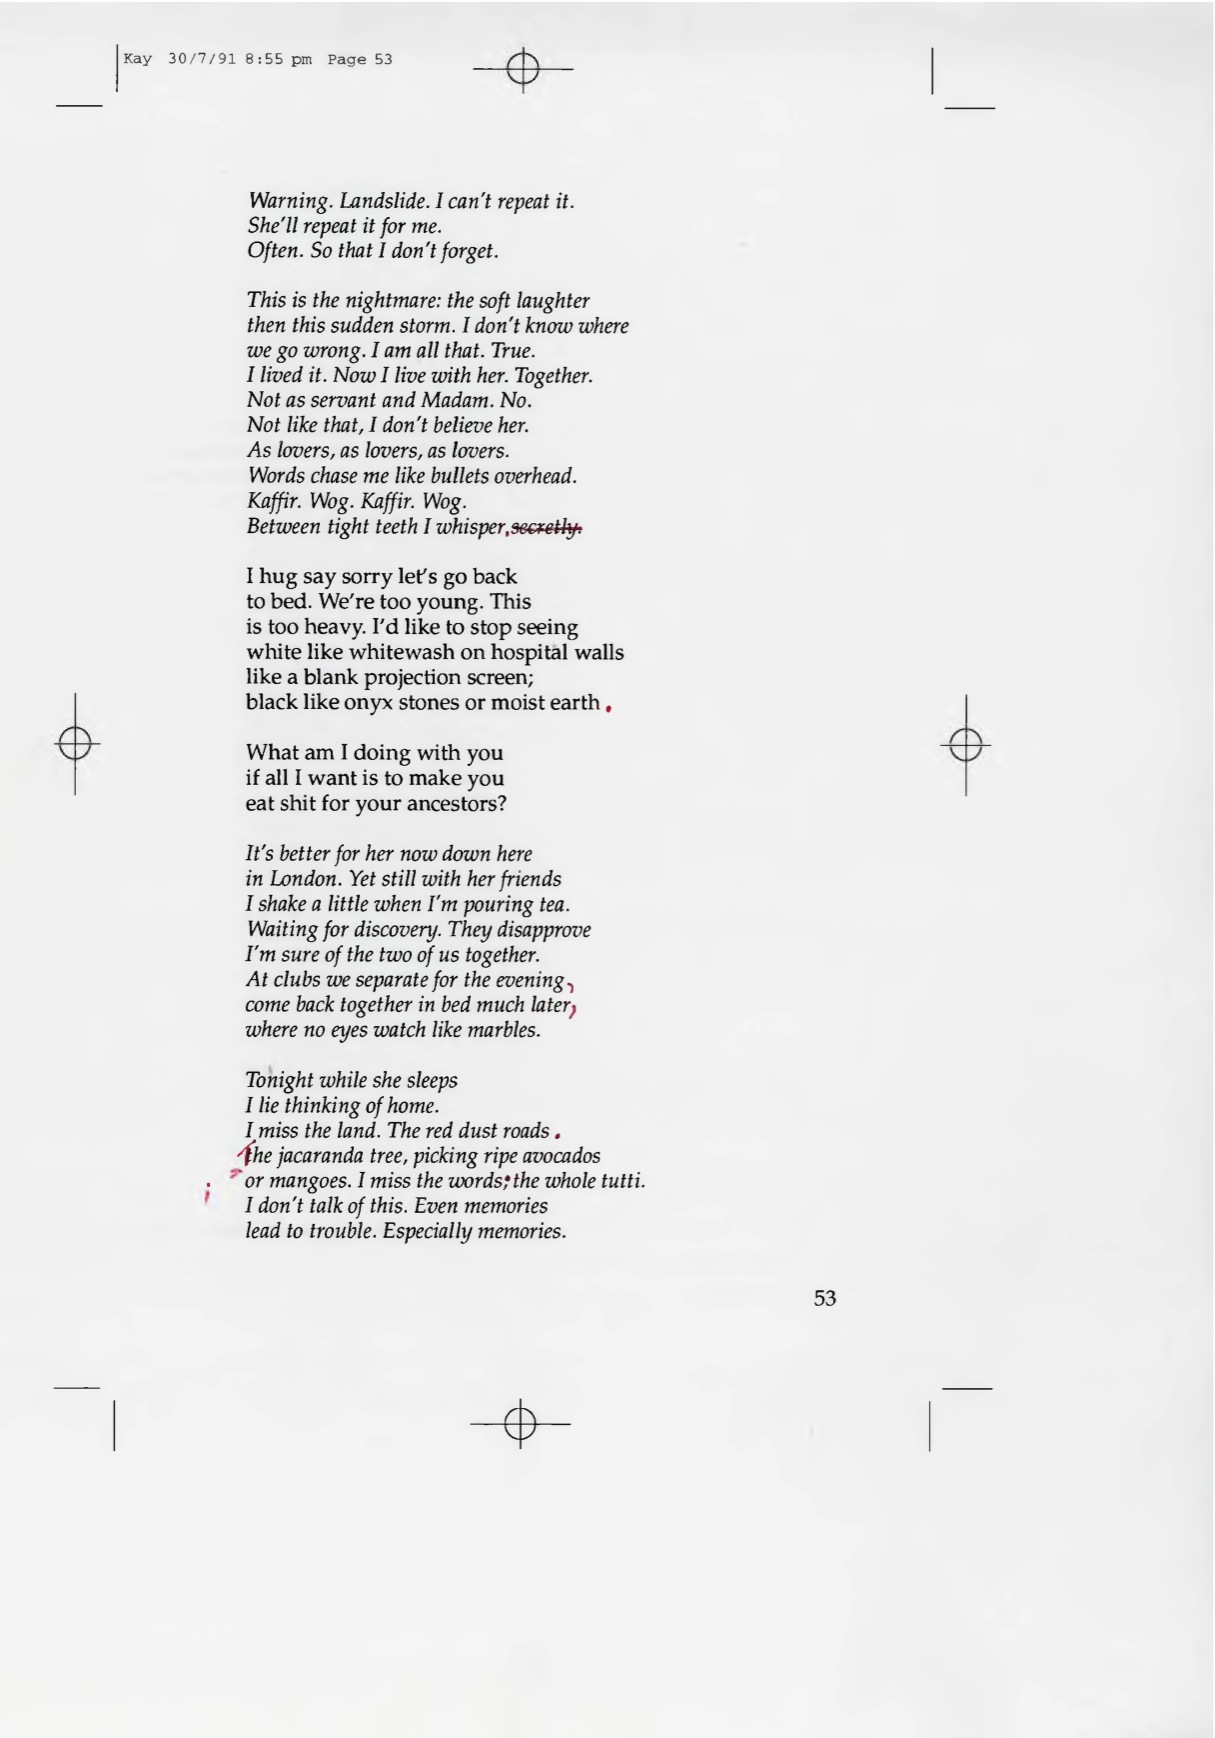 Kay 30/7/91 8:55 pm Page 53
Warning. Landslide. I can't repeat it.
She'll repeat it for me.
Often. So that I don't forget.
This is the nightmare: the soft laughter
then this sudden storm. I don't know where
we go wrong. I am all that. True.
I lived it. Now I live with her. Together.
Not as servant and Madam. No.
Not like that, I don't believe her.
As lovers, as lovers, as lovers.
Words chase me like bullets overhead.
Kaffir. Wog. Kaffir. Wog.
Between tight teeth I whisper, secretly.
I hug say sorry let's go back
to bed. We're too young. This
is too heavy. I'd like to stop seeing
white like whitewash on hospital walls
like a blank projection screen;
black like onyx stones or moist earth.
What am I doing with you
if all I want is to make you
eat shit for your ancestors?
It's better for her now down here
in London. Yet still with her friends
I shake a little when I'm pouring tea.
Waiting for discovery. They disapprove
I'm sure of the two of us together.
At clubs we separate for the evening,
come back together in bed much later,
where no eyes watch like marbles.
Tonight while she sleeps
I lie thinking of home.
I miss the land. The red dust roads.
The jacaranda tree, picking ripe avocados
; or mangoes. I miss the words; the whole tutti.
I don't talk of this. Even memories
lead to trouble. Especially memories.
53